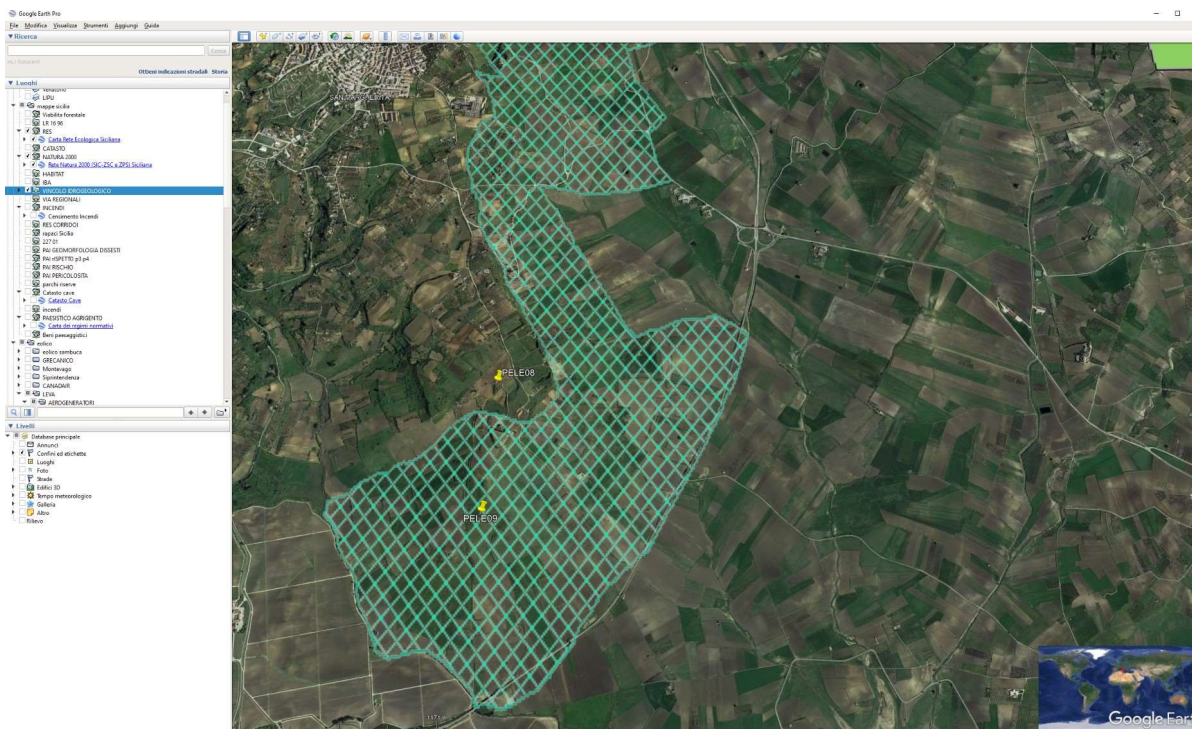 Google Earth Pro
File Modifica Visualizza Strumenti Aggiungi Guida
Ricerca
Cerca
Ottieni indicazioni stradali Storia
Luoghi
LIPU
mappe sicilia
Viabilita forestale
LR 16 96
RES
Carta Rete Ecologica Siciliana
CATASTO
NATURA 2000
Rete Natura 2000 (SIC-ZSC e ZPS) Siciliana
HABITAT
IBA
VINCOLO IDROGEOLOGICO
VIA REGIONALI
INCENDI
Censimento Incendi
RES CORRIDOI
rapaci Sicilia
227 01
PAI GEOMORFOLOGIA DISSESTI
PAI rISPETTO p3.p4
PAI RISCHIO
PAI PERICOLOSITA
parchi riserve
Catasto cave
Catasto Cave
incendi
PAESISTICO AGRIGENTO
Carta dei regimi normativi
Beni paesaggistici
eolico
eolico sambuca
GRECANICO
Montevago
Siprintendenza
CANADAIR
LEVA
AEROGENERATORI
Livelli
Database principale
Annunci
Confini ed etichette
Luoghi
Foto
Strade
Edifici 3D
Tempo meteorologico
Galleria
Altro
Rilievo
PELE08
PELE09
Google Earth